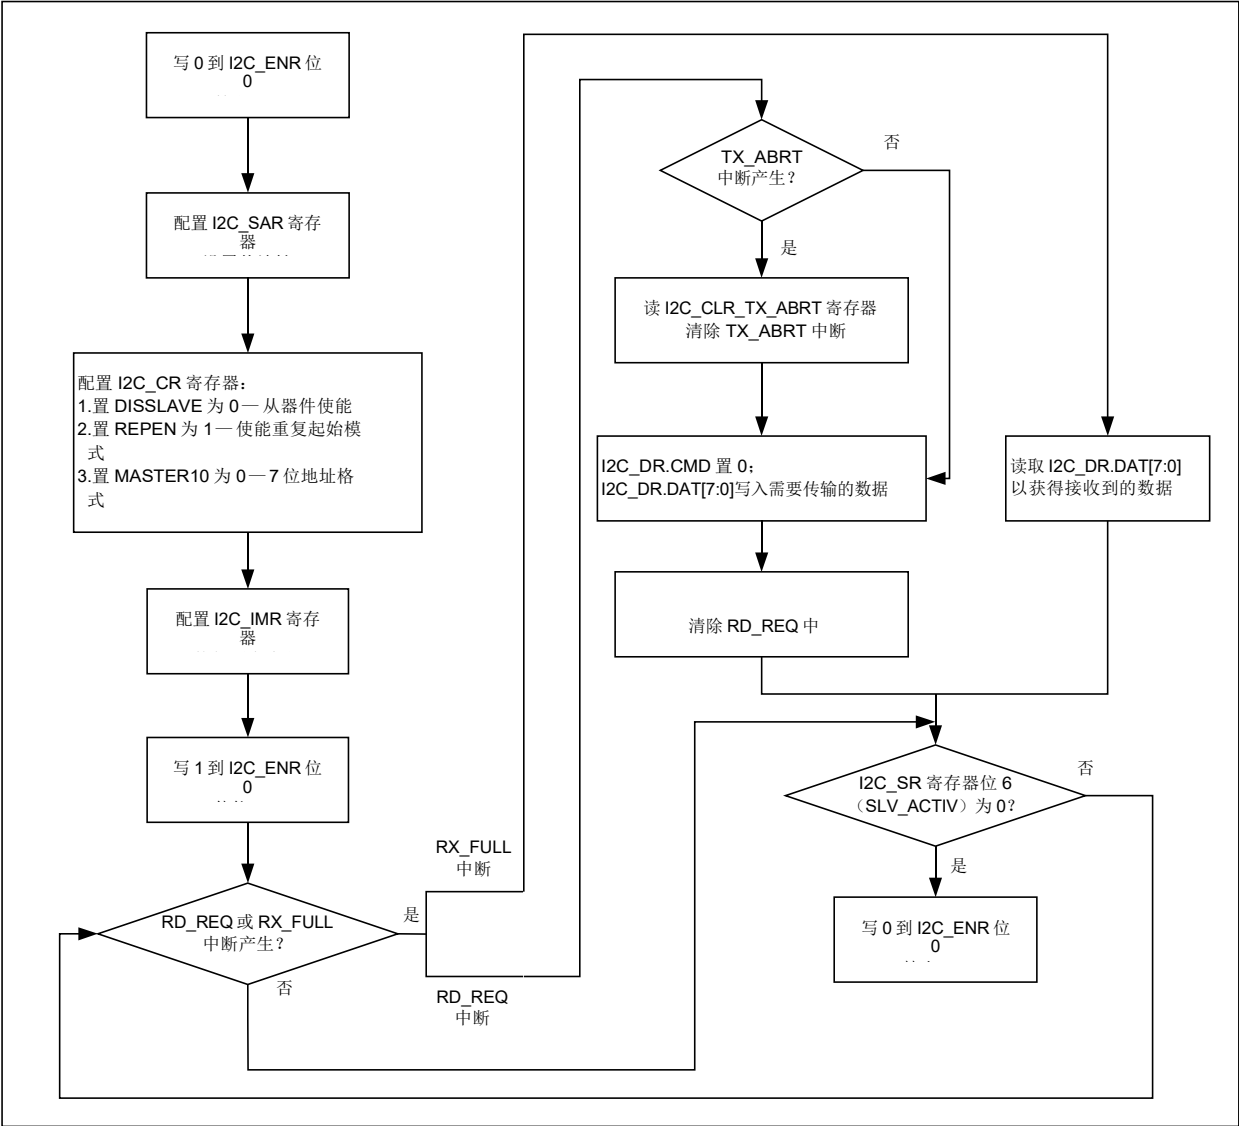 写 0 到 I2C_ENR 位
0
配置 I2C_SAR 寄存
器
配置 I2C_CR 寄存器：
1.置 DISSLAVE 为 0— 从器件使能
2.置 REPEN 为 1— 使能重复起始模
式
3.置 MASTER10 为 0—7 位地址格
式
配置 I2C_IMR 寄存
器
写 1 到 I2C_ENR 位
0
RD_REQ 或 RX_FULL
中断产生？
是
否
RX_FULL
中断
RD_REQ
中断
TX_ABRT
中断产生？
否
是
读 I2C_CLR_TX_ABRT 寄存器
清除 TX_ABRT 中断
I2C_DR.CMD 置 0；
I2C_DR.DAT[7:0]写入需要传输的数据
清除 RD_REQ 中
读取 I2C_DR.DAT[7:0]
以获得接收到的数据
I2C_SR 寄存器位 6
（SLV_ACTIV）为 0？
否
是
写 0 到 I2C_ENR 位
0